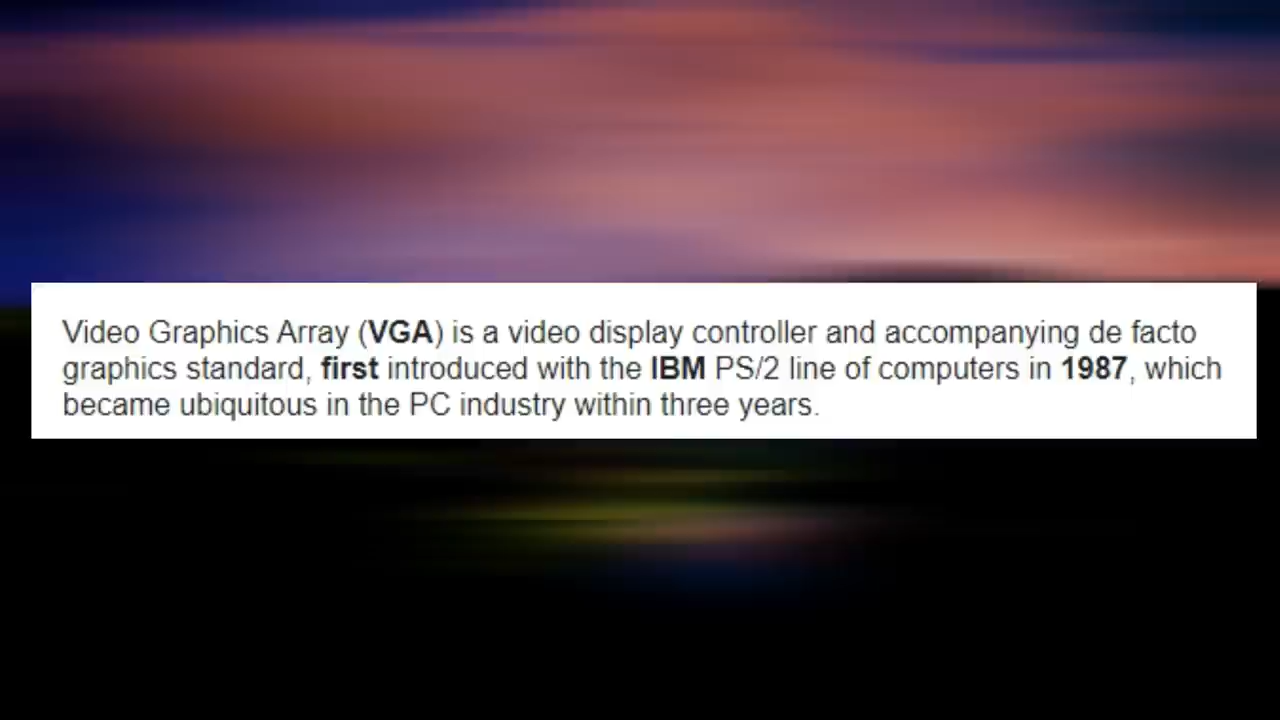 Video Graphics Array (VGA) is a video display controller and accompanying de facto
graphics standard, first introduced with the IBM PS/2 line of computers in 1987, which
became ubiquitous in the PC industry within three years.